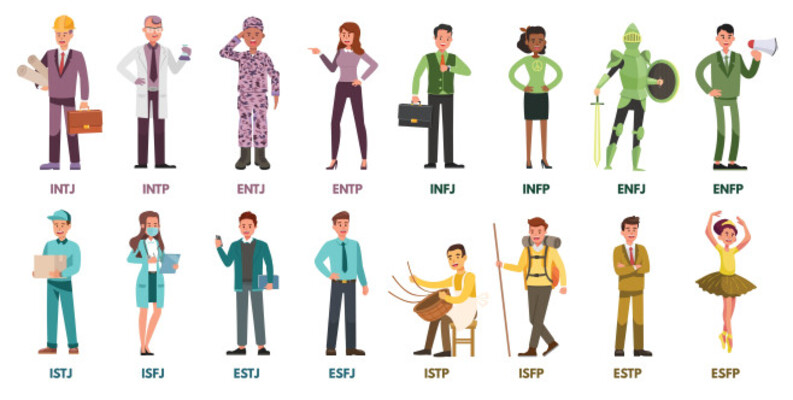 INTJ INTP ENTJ ENTP INFJ INFP ENFJ ENFP
ISTJ ISFJ ESTJ ESFJ ISTP ISFP ESTP ESFP